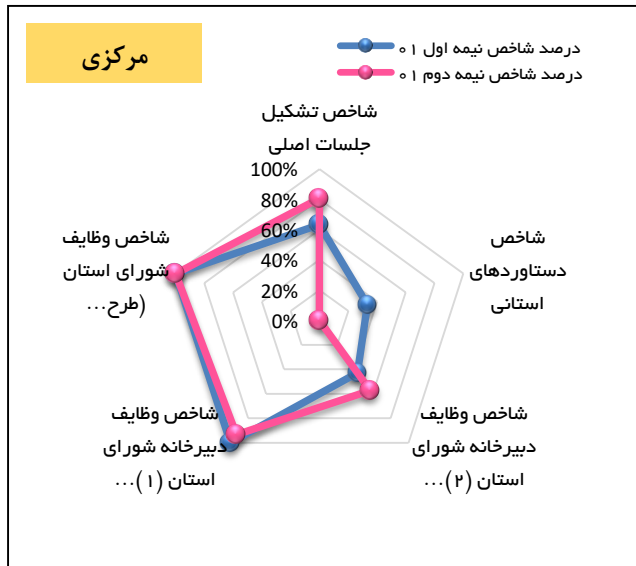 مرکزی
درصد شاخص نیمه اول ۰۱
درصد شاخص نیمه دوم ۰۱
شاخص تشکیل
جلسات اصلی
100%
80%
60%
40%
20%
0%
شاخص
دستاوردهای
استانی
شاخص وظایف
دبیرخانه شورای
استان (۲)...
شاخص وظایف
دبیرخانه شورای
استان (۱)...
شاخص وظایف
شورای استان
(طرح...